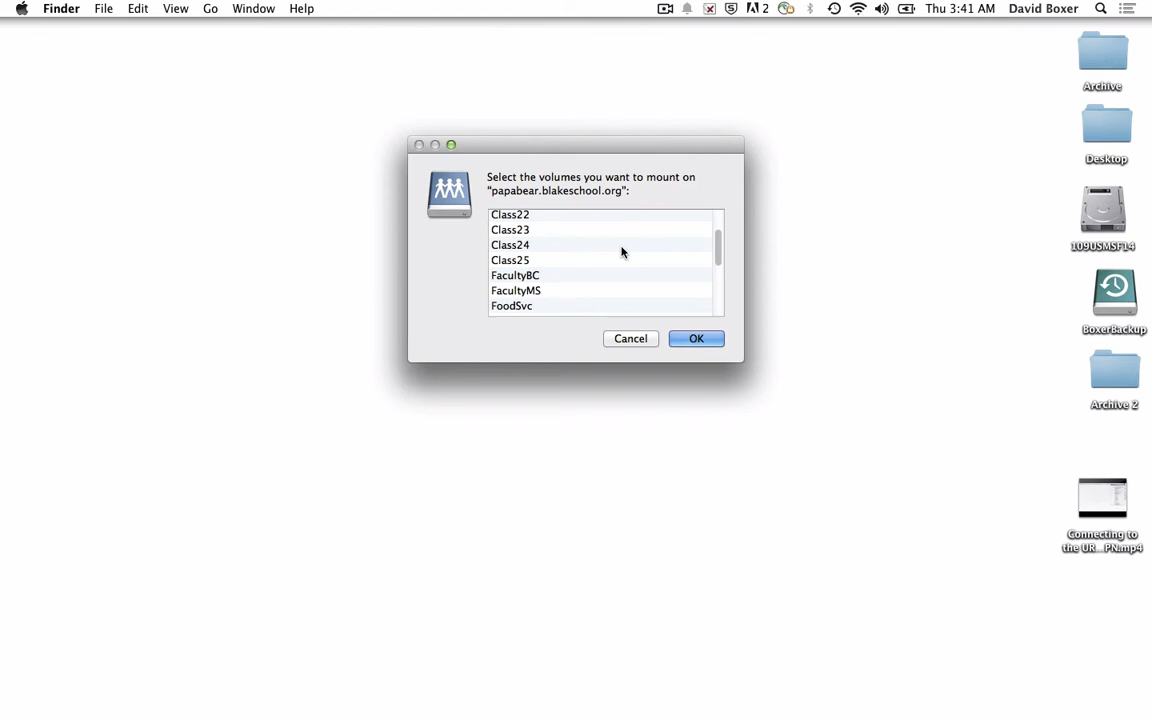 Finder File Edit View Go Window Help 2 Thu 3:41 AM David Boxer
Archive
Desktop
109USMSF14
BoxerBackup
Archive 2
Connecting to
the UR...PN.mp4
Select the volumes you want to mount on
"papabear.blakeschool.org":
Class22
Class23
Class24
Class25
FacultyBC
FacultyMS
FoodSvc
Cancel OK